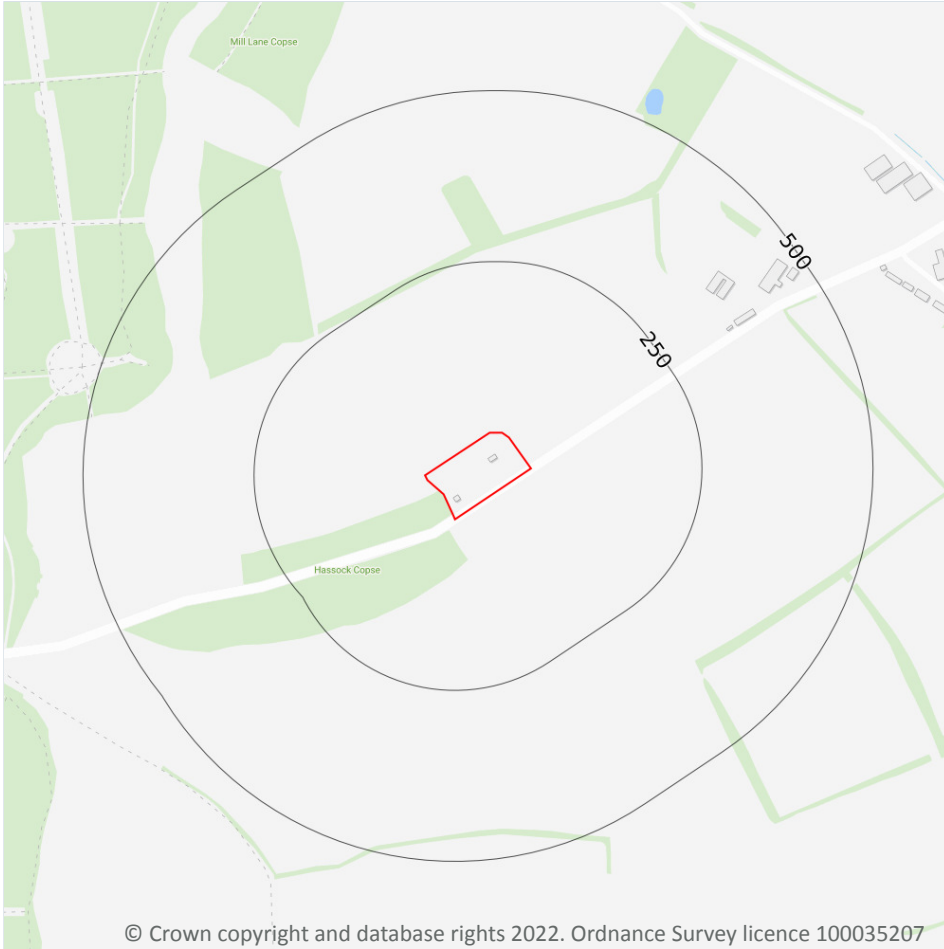 Mill Lane Copse
500
250
Hassock Copse
© Crown copyright and database rights 2022. Ordnance Survey licence 100035207